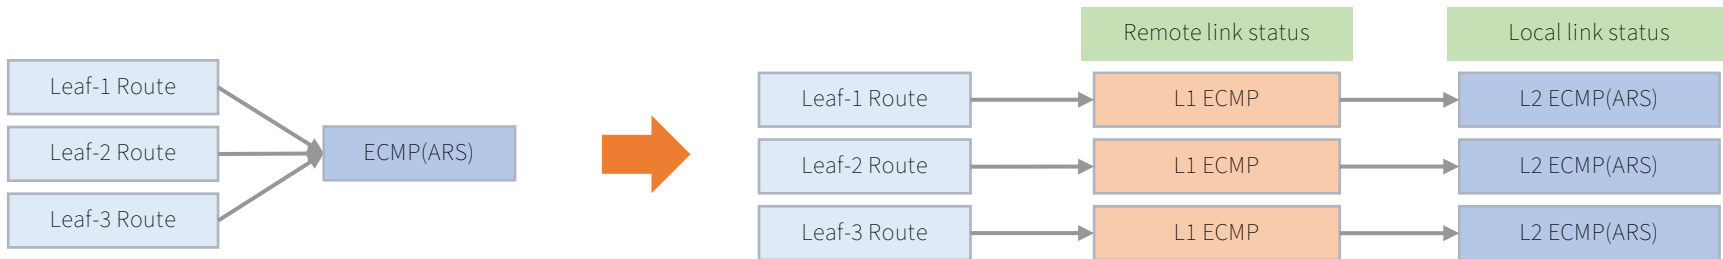 Leaf-1 Route
Leaf-2 Route
Leaf-3 Route
ECMP(ARS)
Remote link status
Local link status
Leaf-1 Route
L1 ECMP
L2 ECMP(ARS)
Leaf-2 Route
L1 ECMP
L2 ECMP(ARS)
Leaf-3 Route
L1 ECMP
L2 ECMP(ARS)